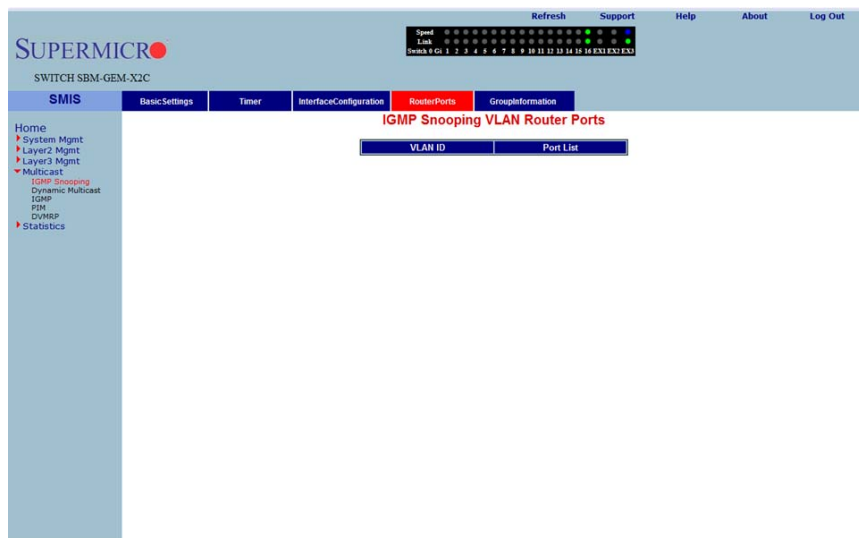 Refresh Support Help About Log Out
SUPERMICRO
Speed
Link
Switch 0 Gi 1 2 3 4 5 6 7 8 9 10 11 12 13 14 15 16 EX1 EX2 EX3
SWITCH SBM-GEM-X2C
SMIS
BasicSettings Timer InterfaceConfiguration RouterPorts GroupInformation
IGMP Snooping VLAN Router Ports
VLAN ID Port List
Home
System Mgmt
Layer2 Mgmt
Layer3 Mgmt
Multicast
IGMP Snooping
Dynamic Multicast
IGMP
PIM
DVMRP
Statistics